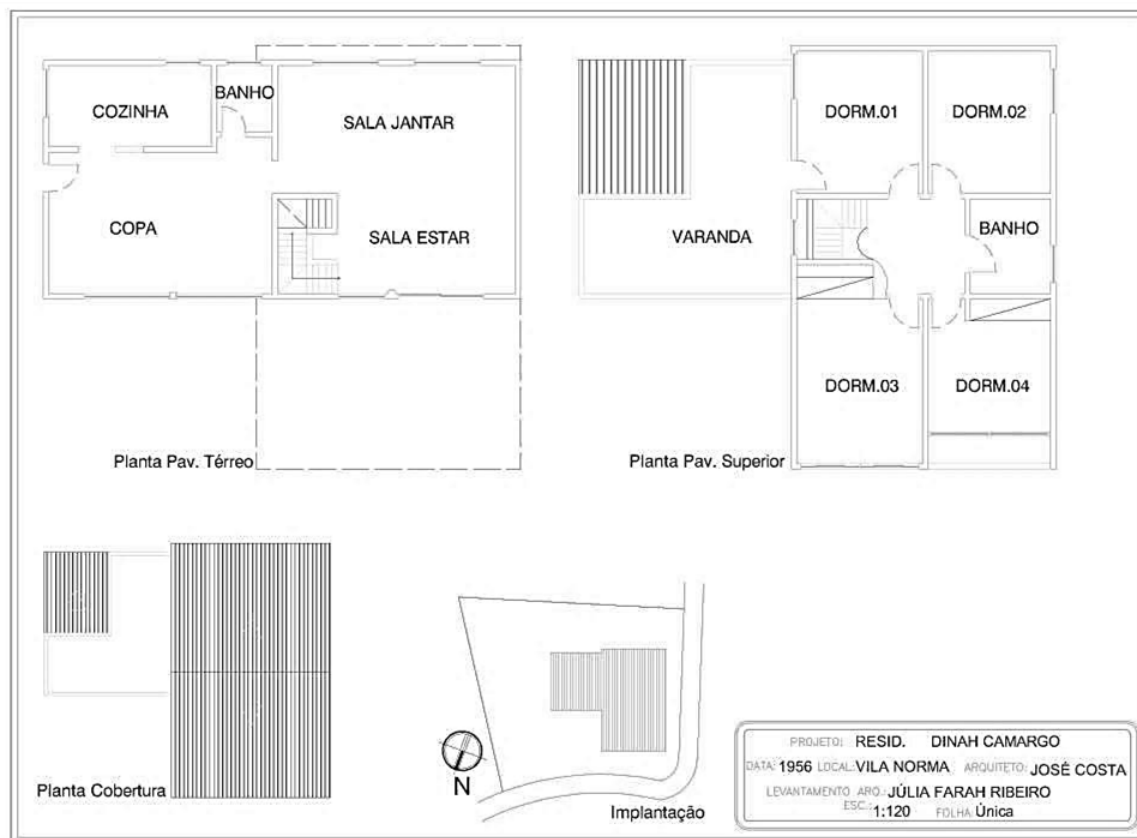 COZINHA
BANHO
SALA JANTAR
COPA
SALA ESTAR
Planta Pav. Térreo
DORM.01
DORM.02
VARANDA
BANHO
DORM.03
DORM.04
Planta Pav. Superior
Planta Cobertura
N
Implantação
PROJETO: RESID. DINAH CAMARGO
DATA: 1956 LOCAL: VILA NORMA ARQUITETO: JOSÉ COSTA
LEVANTAMENTO ARQ.: JÚLIA FARAH RIBEIRO
ESC.: 1:120 FOLHA: Única